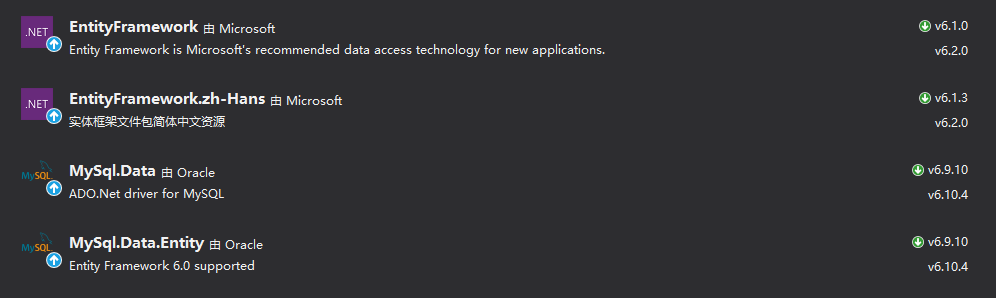 .NET EntityFramework 由 Microsoft v6.1.0
Entity Framework is Microsoft's recommended data access technology for new applications. v6.2.0
.NET EntityFramework.zh-Hans 由 Microsoft v6.1.3
实体框架文件包简体中文资源 v6.2.0
MySQL MySql.Data 由 Oracle v6.9.10
ADO.Net driver for MySQL v6.10.4
MySQL MySql.Data.Entity 由 Oracle v6.9.10
Entity Framework 6.0 supported v6.10.4